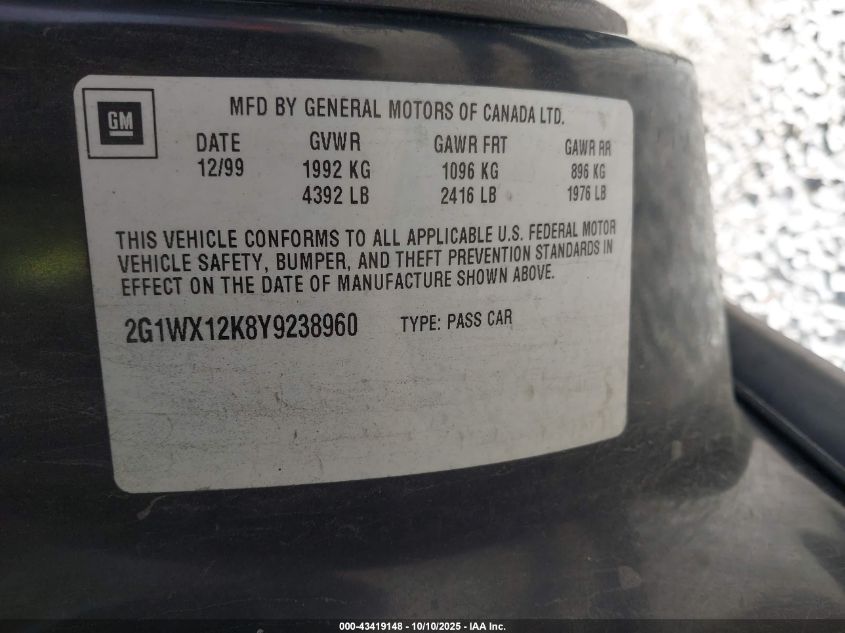 MFD BY GENERAL MOTORS OF CANADA LTD.
GM
DATE GVWR GAWR FRT GAWR RR
12/99 1992 KG 1096 KG 896 KG
4392 LB 2416 LB 1976 LB
THIS VEHICLE CONFORMS TO ALL APPLICABLE U.S. FEDERAL MOTOR
VEHICLE SAFETY, BUMPER, AND THEFT PREVENTION STANDARDS IN
EFFECT ON THE DATE OF MANUFACTURE SHOWN ABOVE.
2G1WX12K8Y9238960 TYPE: PASS CAR
000-43419148 - 10/10/2025 - IAA Inc.